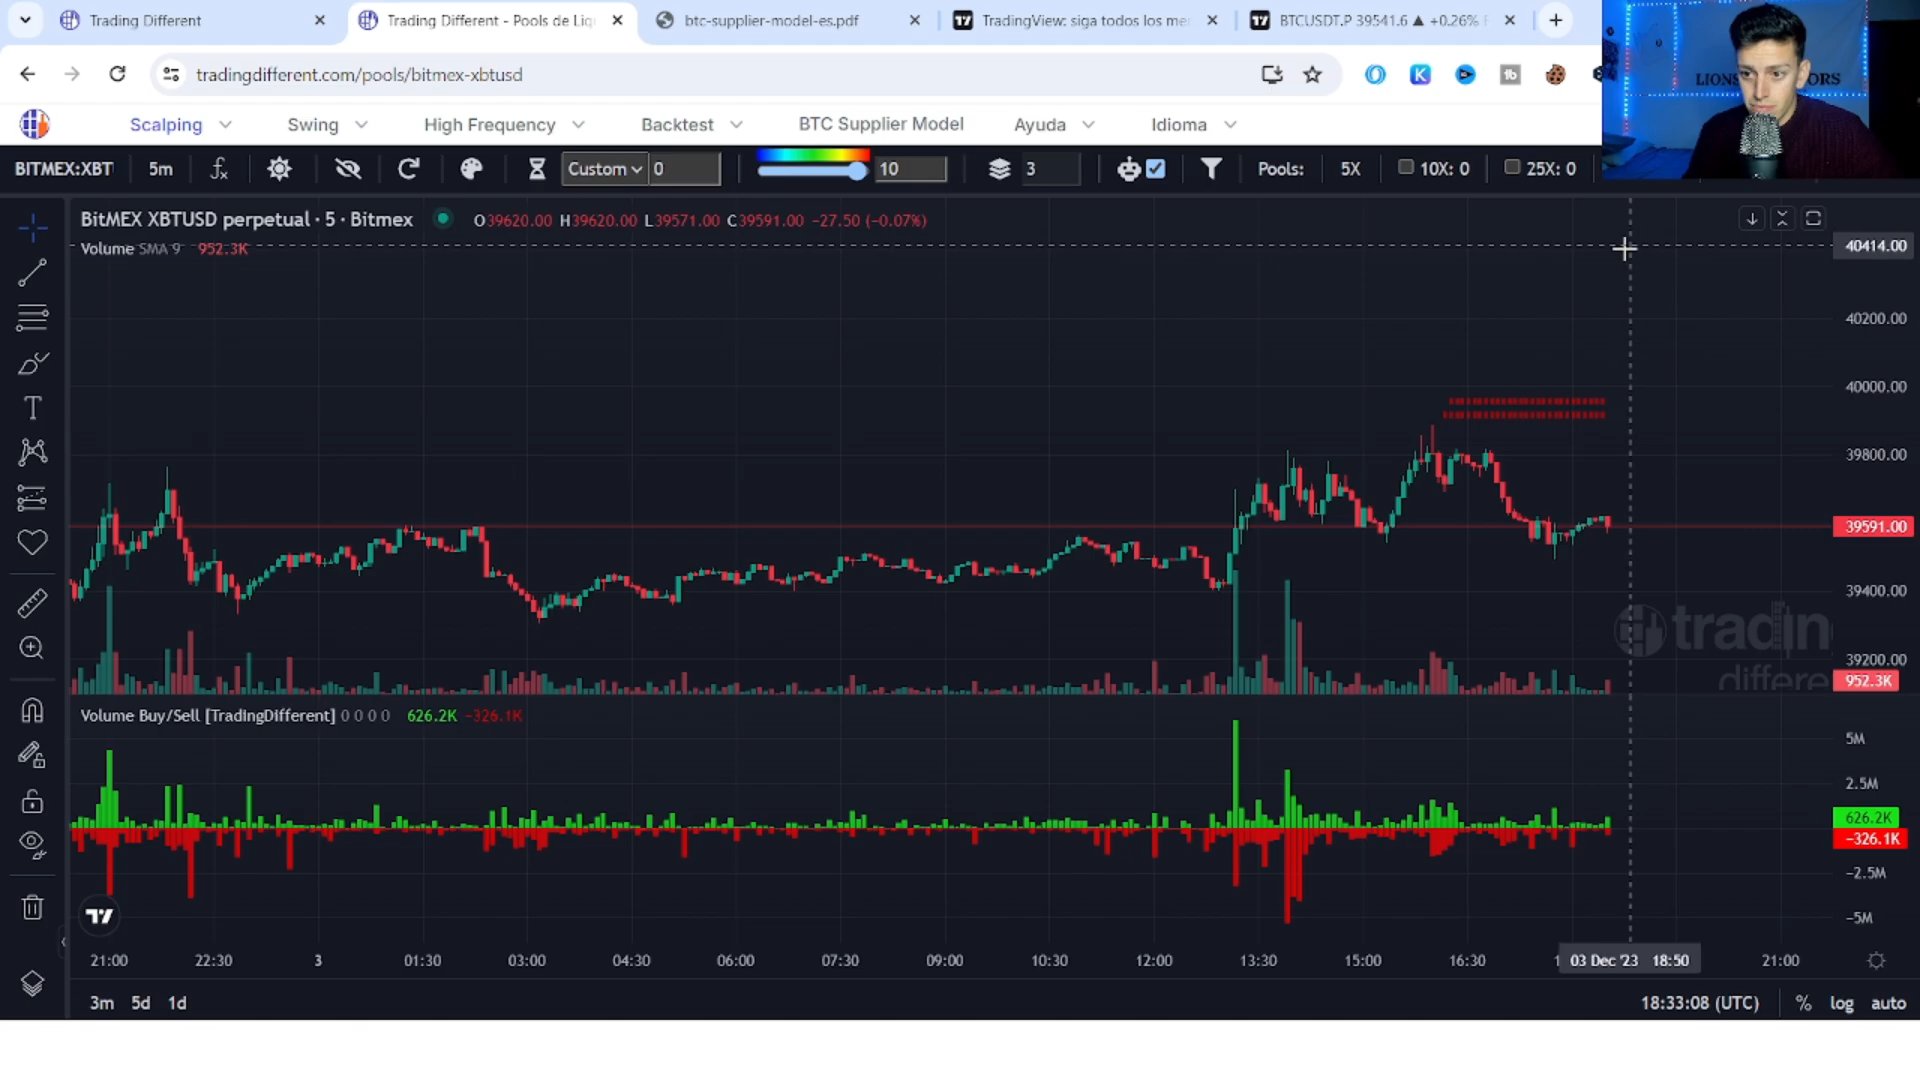 Trading Different
Trading Different - Pools de Liq
btc-supplier-model-es.pdf
TradingView: siga todos los me
BTCUSDT.P 39541.6 ▲ +0.26%
tradingdifferent.com/pools/bitmex-xbtusd
LIONS
ORS
Scalping
Swing
High Frequency
Backtest
BTC Supplier Model
Ayuda
Idioma
BITMEX:XBT
5m
Custom
0
10
3
Pools:
5X
10X: 0
25X: 0
BitMEX XBTUSD perpetual · 5 · Bitmex
O39620.00 H39620.00 L39571.00 C39591.00 −27.50 (−0.07%)
Volume SMA 9 952.3K
40414.00
40200.00
40000.00
39800.00
39591.00
39400.00
39200.00
952.3K
trading
differe
Volume Buy/Sell [TradingDifferent] 0 0 0 0 626.2K −326.1K
5M
2.5M
626.2K
−326.1K
−2.5M
−5M
21:00
22:30
3
01:30
03:00
04:30
06:00
07:30
09:00
10:30
12:00
13:30
15:00
16:30
03 Dec '23 18:50
21:00
3m
5d
1d
18:33:08 (UTC)
%
log
auto